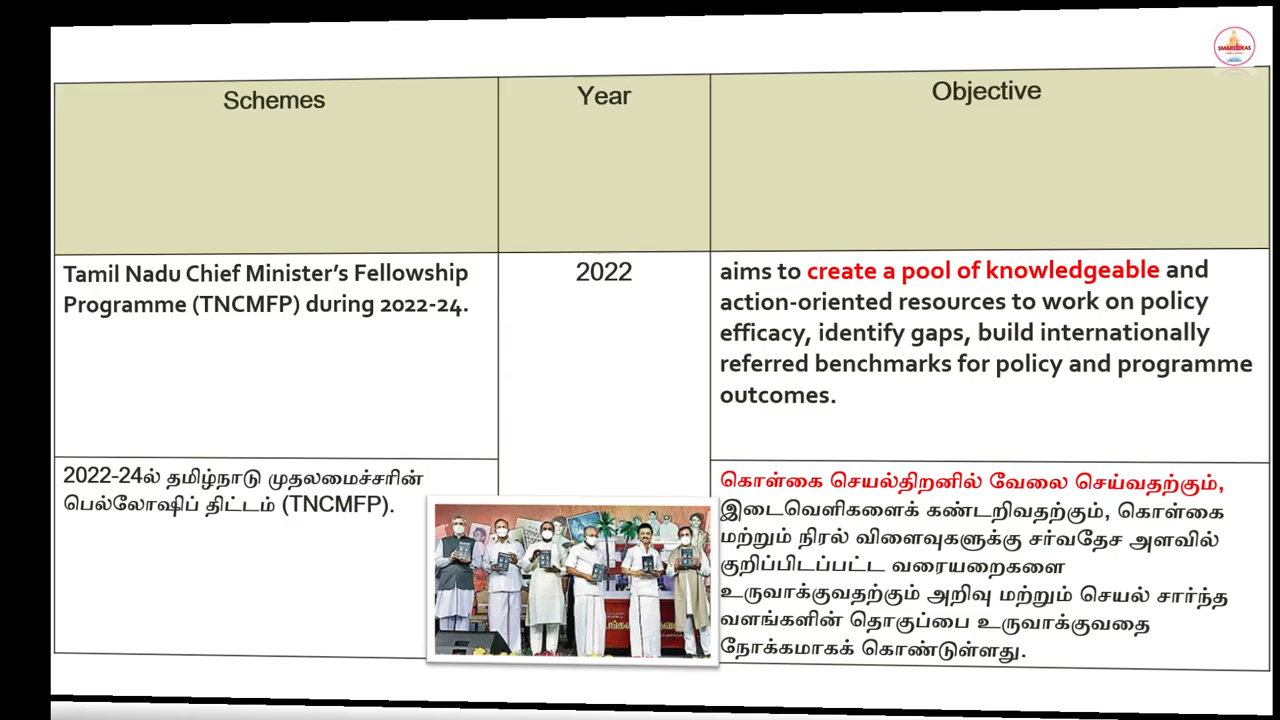 SMART IDEAS
Schemes
Year
Objective
Tamil Nadu Chief Minister's Fellowship
Programme (TNCMFP) during 2022-24.
2022
aims to create a pool of knowledgeable and
action-oriented resources to work on policy
efficacy, identify gaps, build internationally
referred benchmarks for policy and programme
outcomes.
2022-24ல் தமிழ்நாடு முதலமைச்சரின்
பெல்லோஷிப் திட்டம் (TNCMFP).
கொள்கை செயல்திறனில் வேலை செய்வதற்கும்,
இடைவெளிகளைக் கண்டறிவதற்கும், கொள்கை
மற்றும் நிரல் விளைவுகளுக்கு சர்வதேச அளவில்
குறிப்பிடப்பட்ட வரையறைகளை
உருவாக்குவதற்கும் அறிவு மற்றும் செயல் சார்ந்த
வளங்களின் தொகுப்பை உருவாக்குவதை
நோக்கமாகக் கொண்டுள்ளது.